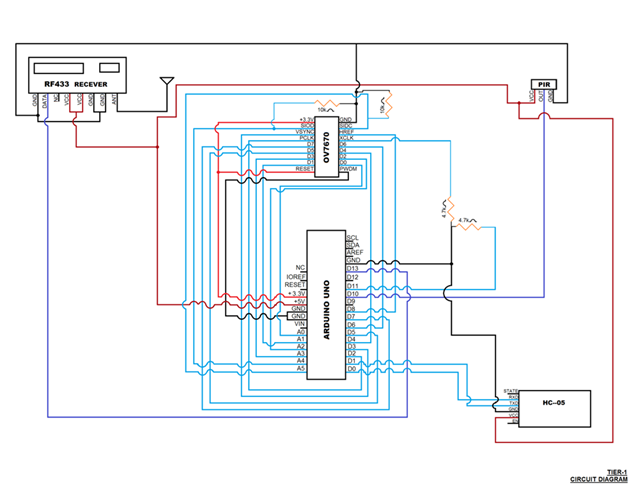 RF433 RECEVER
GND
DATA
NC
VCC
VCC
GND
GND
ANT
PIR
VCC
OUT
GND
10k
10k
+3.3V
SIOD
VSYNC
PCLK
D7
D5
D3
D1
RESET
OV7670
GND
SIOC
HREF
XCLK
D6
D4
D2
D0
PWDM
4.7k
4.7k
NC
IOREF
RESET
+3.3V
+5V
GND
GND
VIN
A0
A1
A2
A3
A4
A5
ARDUINO UNO
SCL
SDA
AREF
GND
D13
D12
D11
D10
D9
D8
D7
D6
D5
D4
D3
D2
D1
D0
STATE
RXD
TXD
GND
VCC
EN
HC-05
TIER-1
CIRCUIT DIAGRAM